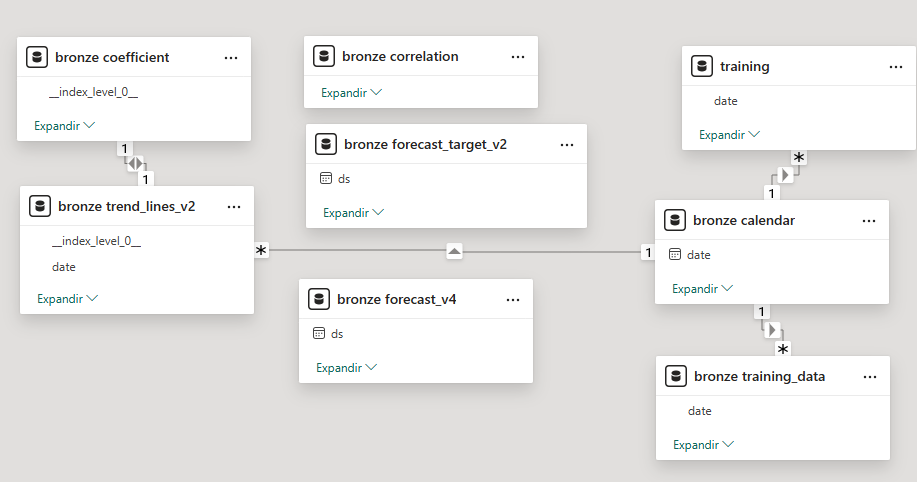 bronze coefficient
__index_level_0__
Expandir
1
1
bronze trend_lines_v2
__index_level_0__
date
Expandir
*
bronze correlation
Expandir
bronze forecast_target_v2
ds
Expandir
bronze forecast_v4
ds
Expandir
training
date
Expandir
*
1
1
bronze calendar
date
Expandir
1
*
bronze training_data
date
Expandir